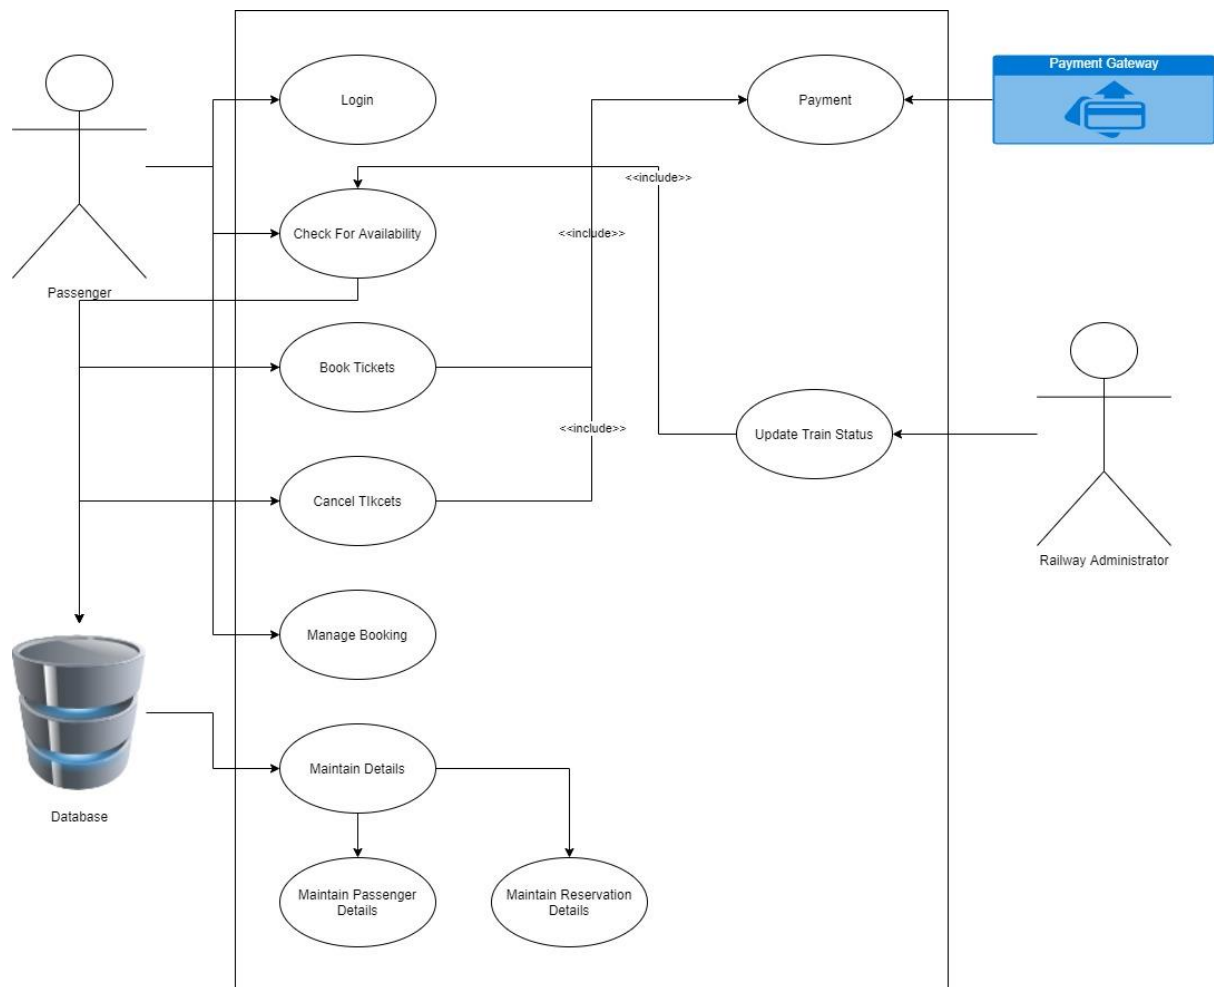 Payment Gateway
Login
Payment
<<include>>
Check For Availability
<<include>>
Passenger
Book Tickets
<<include>>
Update Train Status
Cancel TIkcets
Railway Administrator
Manage Booking
Maintain Details
Database
Maintain Passenger
Details
Maintain Reservation
Details